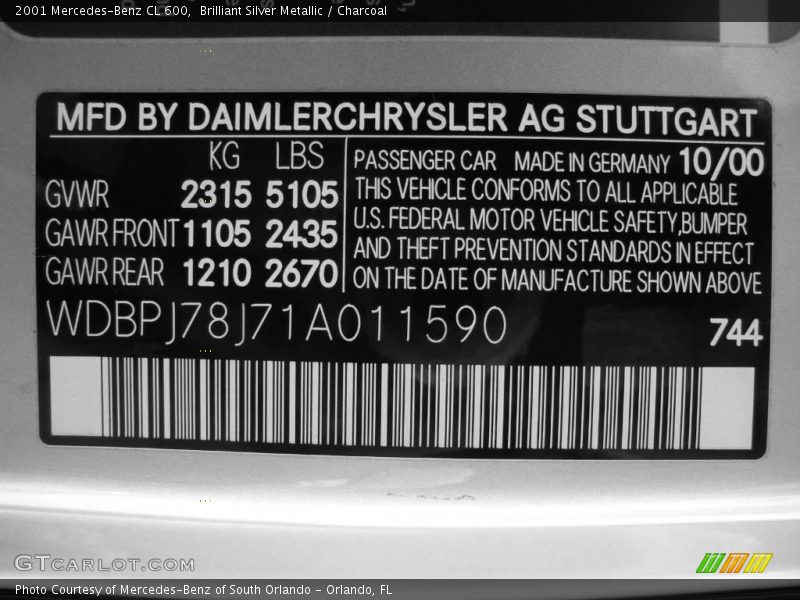 2001 Mercedes-Benz CL 600,  Brilliant Silver Metallic / Charcoal
MFD BY DAIMLERCHRYSLER AG STUTTGART
KG LBS
GVWR 2315 5105
GAWR FRONT 1105 2435
GAWR REAR 1210 2670
PASSENGER CAR MADE IN GERMANY 10/00
THIS VEHICLE CONFORMS TO ALL APPLICABLE
U.S. FEDERAL MOTOR VEHICLE SAFETY,BUMPER
AND THEFT PREVENTION STANDARDS IN EFFECT
ON THE DATE OF MANUFACTURE SHOWN ABOVE
WDBPJ78J71A011590
744
GTCARLOT.COM
Photo Courtesy of Mercedes-Benz of South Orlando - Orlando, FL